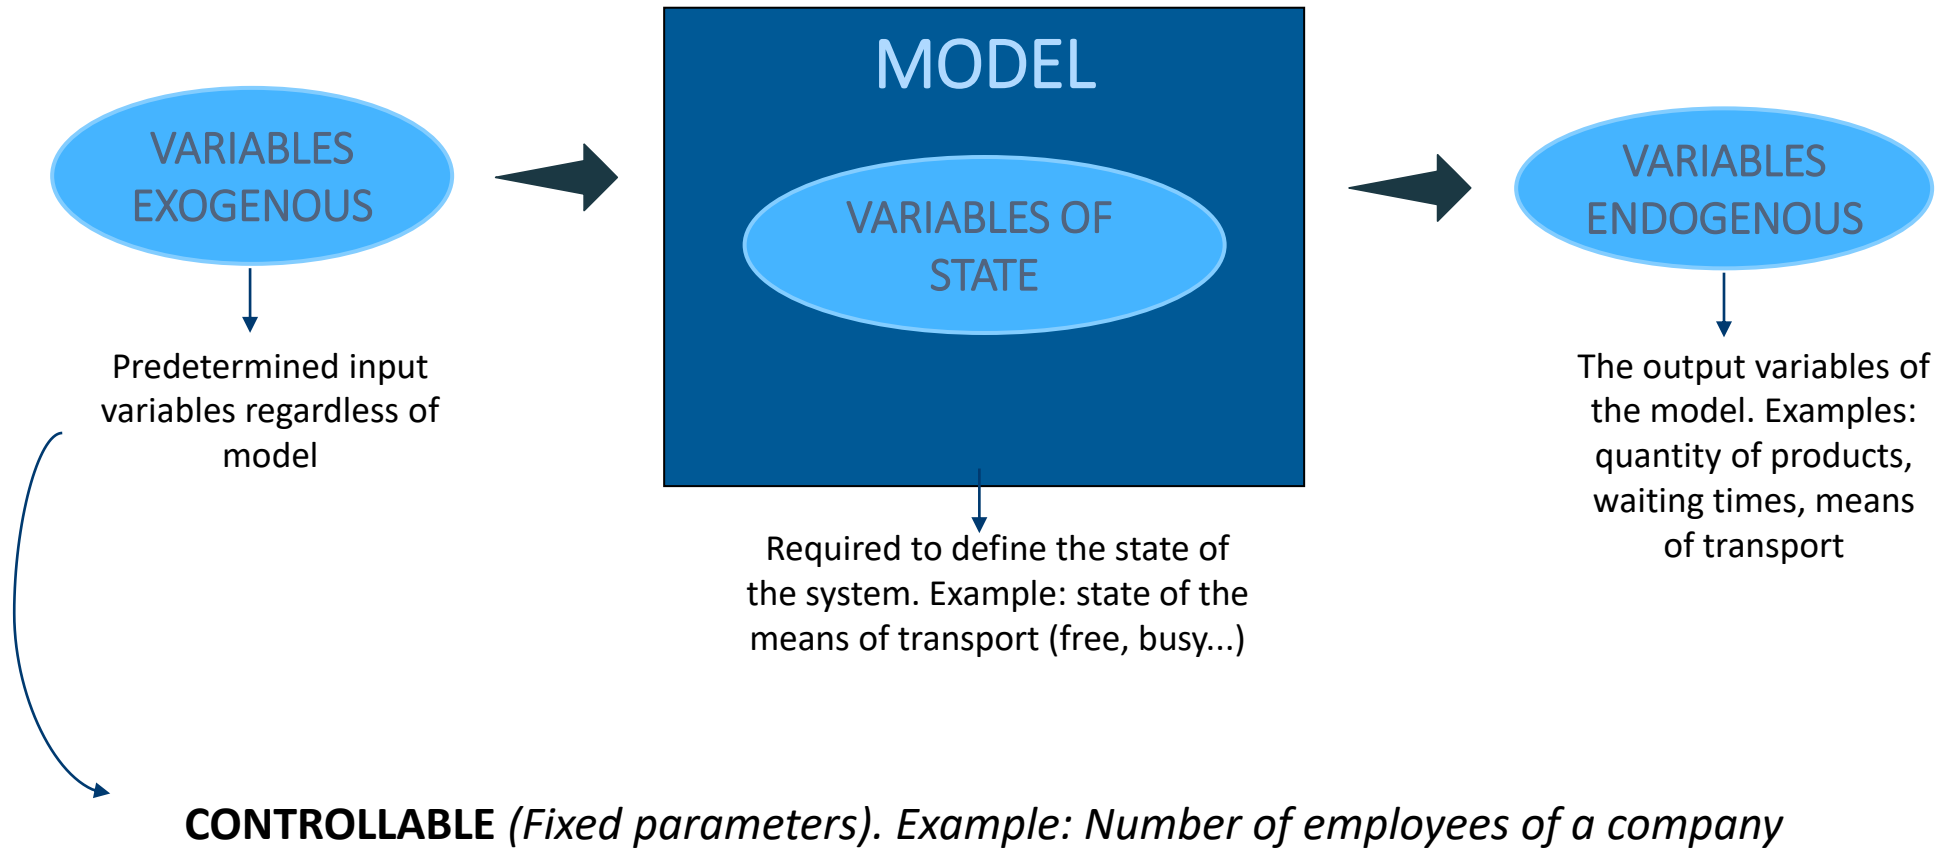 MODEL
VARIABLES
EXOGENOUS
VARIABLES OF
STATE
VARIABLES
ENDOGENOUS
Predetermined input
variables regardless of
model
Required to define the state of
the system. Example: state of the
means of transport (free, busy...)
The output variables of
the model. Examples:
quantity of products,
waiting times, means
of transport
CONTROLLABLE (Fixed parameters). Example: Number of employees of a company